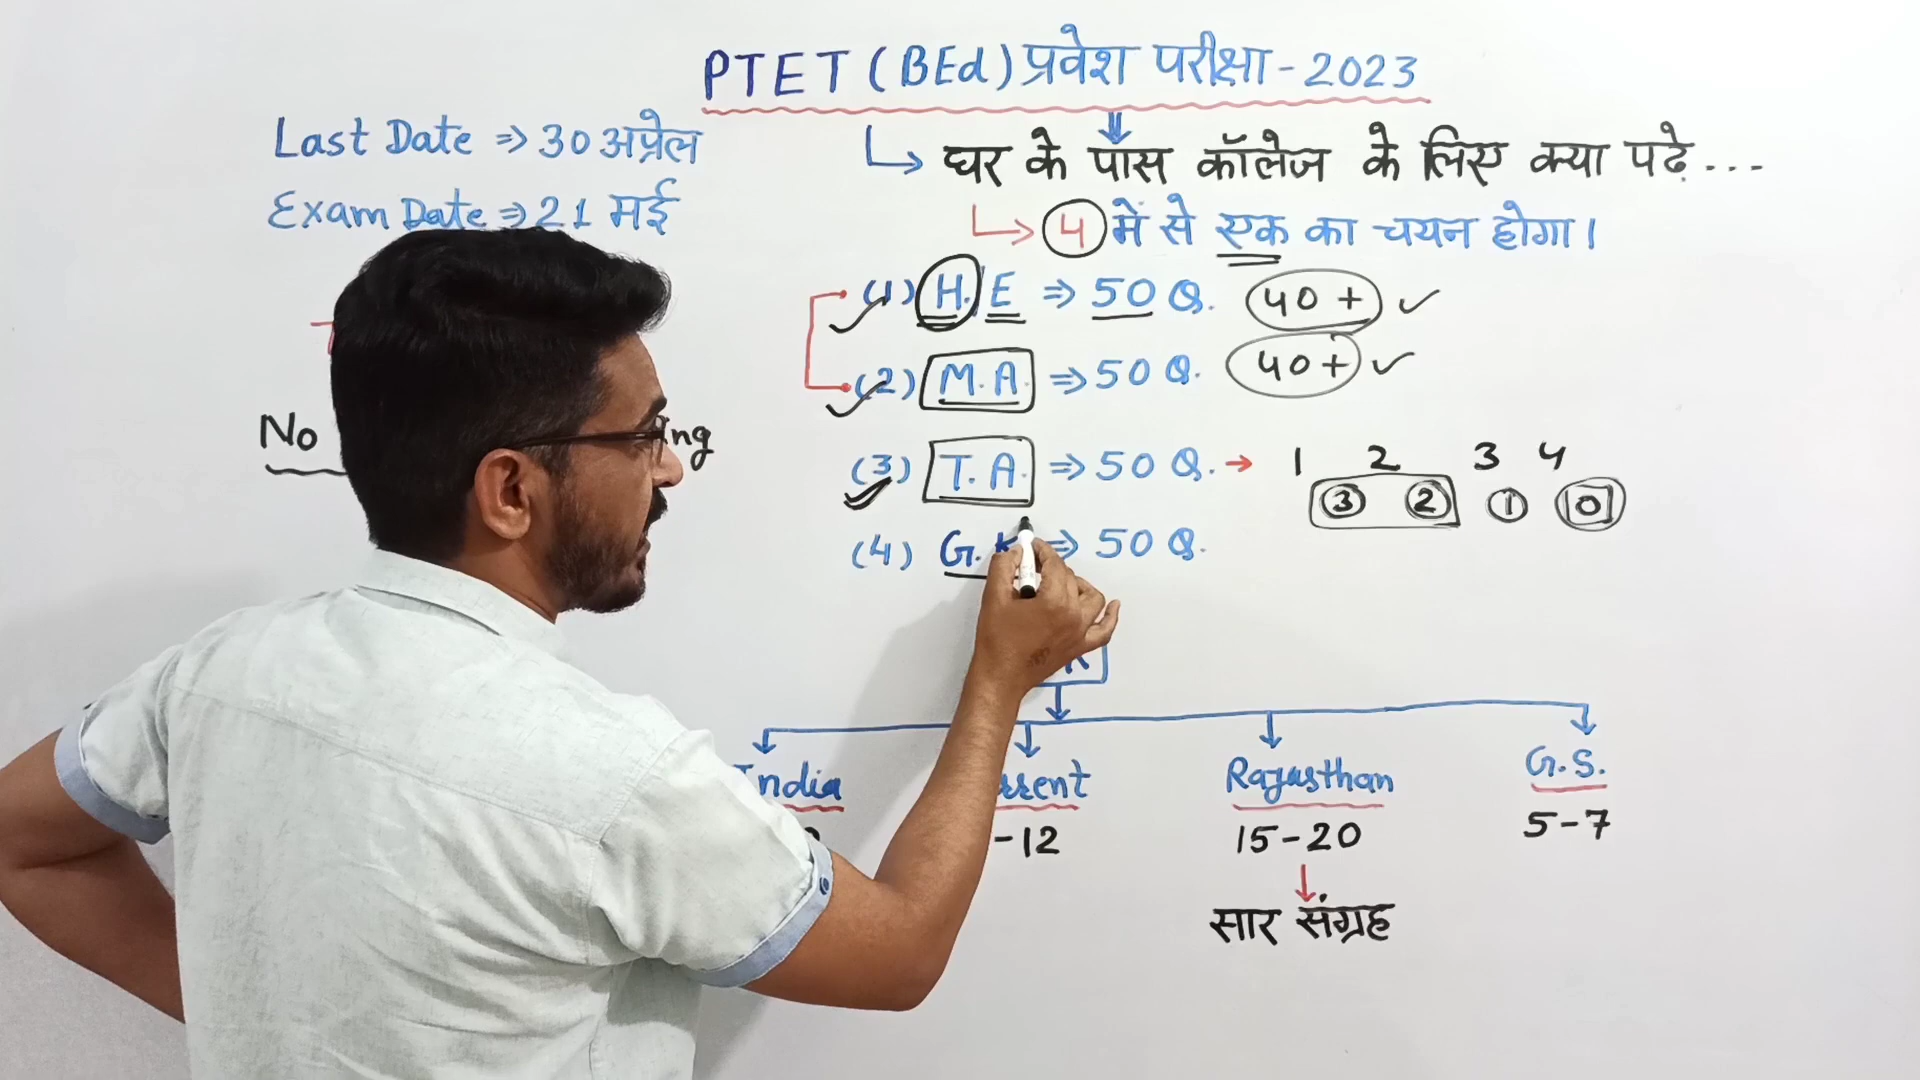 PTET (BEd) प्रवेश परीक्षा - 2023
Last Date ⇒ 30 अप्रेल
घर के पास कॉलेज के लिए क्या पढे़...
Exam Date ⇒ 21 मई
4 में से एक का चयन होगा।
(1) H.E ⇒ 50 Q. 40+ ✓
(2) M.A. ⇒ 50 Q. 40+ ✓
No
(3) T.A. ⇒ 50 Q. → 1 2 3 4
3 2 1 0
(4) G.K ⇒ 50 Q.
India
Rajasthan
G.S.
-12
15-20
5-7
सार संग्रह